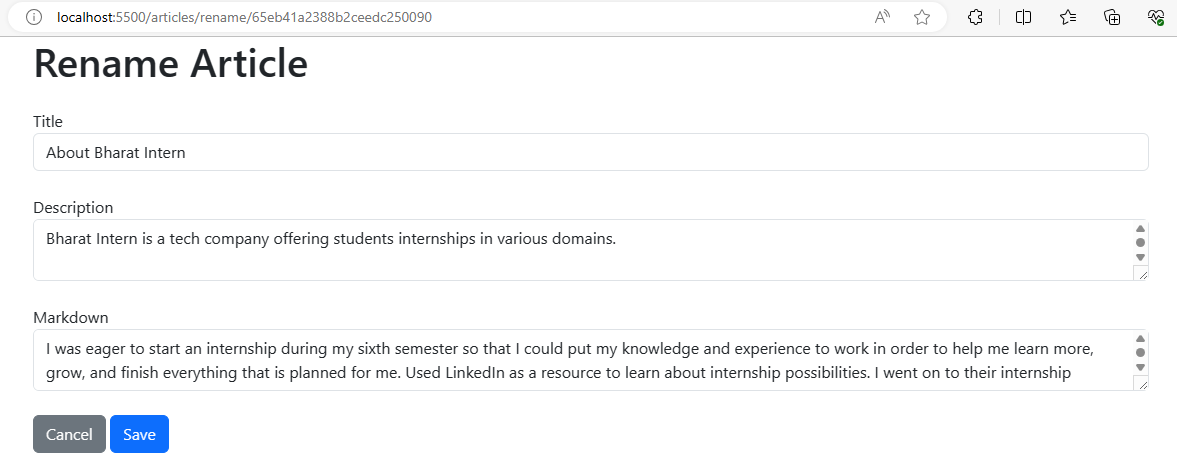 localhost:5500/articles/rename/65eb41a2388b2ceedc250090
Rename Article
Title
About Bharat Intern
Description
Bharat Intern is a tech company offering students internships in various domains.
Markdown
I was eager to start an internship during my sixth semester so that I could put my knowledge and experience to work in order to help me learn more,
grow, and finish everything that is planned for me. Used LinkedIn as a resource to learn about internship possibilities. I went on to their internship
Cancel Save